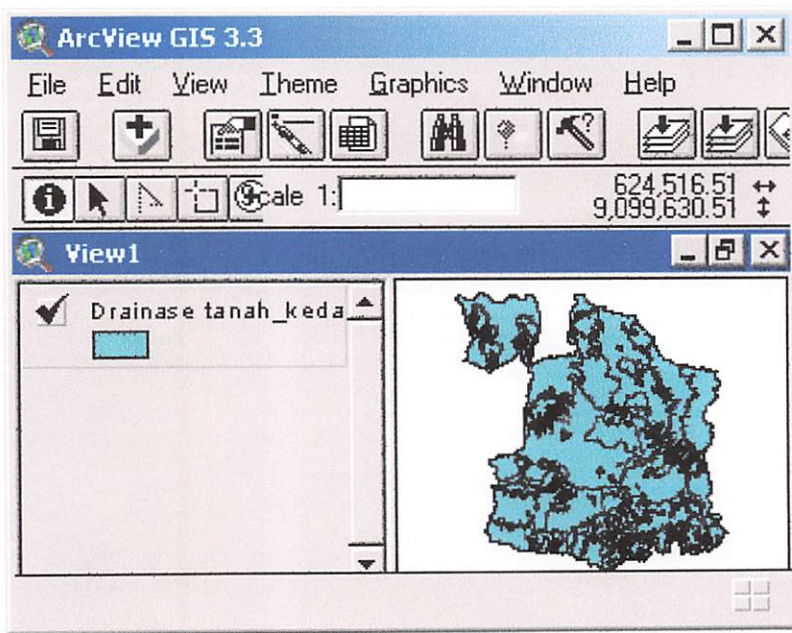 ArcView GIS 3.3
File Edit View Theme Graphics Window Help
cale 1:
624,516.51
9,099,630.51
View1
Drainase tanah_keda